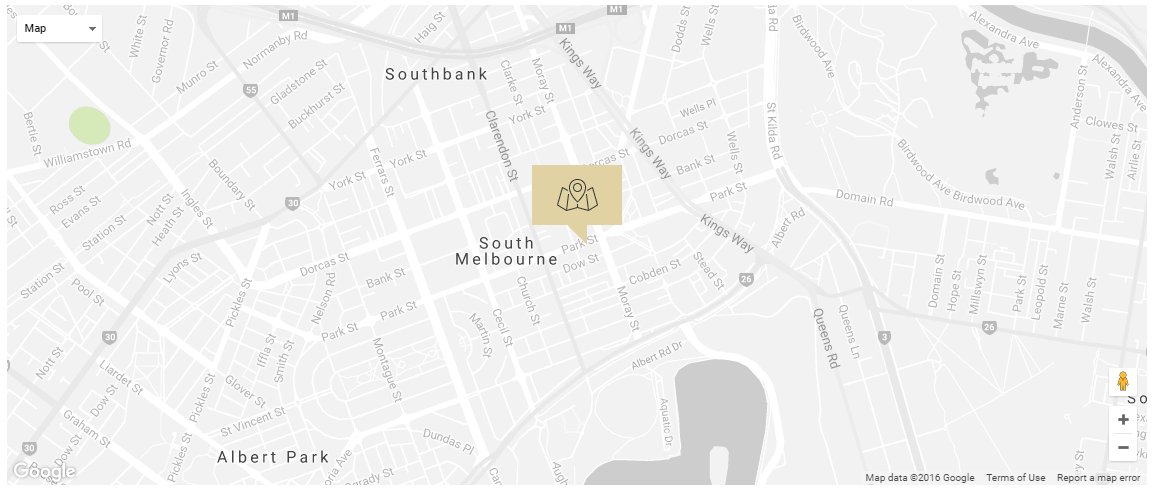 Map
M1
M1
M1
Haig St
White St
Governor Rd
Normanby Rd
Munro St
Gladstone St
Buckhurst St
55
Southbank
Clarke St
Moray St
Kings Way
Dodds St
Wells St
St Kilda Rd
Birdwood Ave
Alexandra Ave
Alexandra Ave
Anderson St
Clowes St
Walsh St
Airlie St
Bertie St
Williamstown Rd
Clarendon St
York St
York St
York St
Ferrars St
Boundary St
30
Dorcas St
Kings Way
Wells Pl
Dorcas St
Bank St
Wells St
Park St
St Kilda Rd
Birdwood Ave
Birdwood Ave
Domain Rd
Ross St
Evans St
Station St
Station St
Nott St
Heath St
Ingles St
Lyons St
Pool St
Pickles St
Dorcas St
Bank St
Nelson Rd
Park St
South
Melbourne
Park St
Dow St
Church St
Cobden St
Moray St
Stead St
Kings Way
Albert Rd
26
Domain St
Hope St
Millswyn St
Park St
Leopold St
Marne St
Walsh St
26
3
Queens Rd
Queens Ln
30
Nott St
Dow St
Llardet St
Iffla St
Smith St
Glover St
St Vincent St
Pickles St
Pickles St
Montague St
Martin St
Cecil St
Albert Rd Dr
Aquatic Dr
Graham St
Dow St
30
Albert Park
Dundas Pl
Google
Map data ©2016 Google
Terms of Use
Report a map error